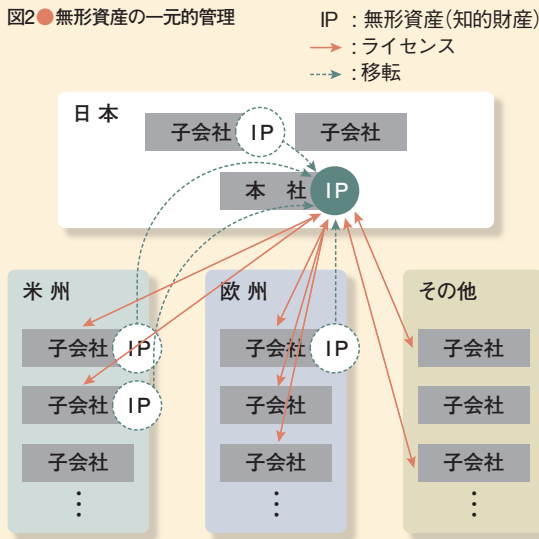 図2●無形資産の一元的管理
IP：無形資産（知的財産）
：ライセンス
：移転
日 本
子会社 IP 子会社
本 社 IP
米 州
子会社 IP
子会社 IP
子会社
⋮
欧 州
子会社 IP
子会社
子会社
⋮
その他
子会社
子会社
子会社
⋮